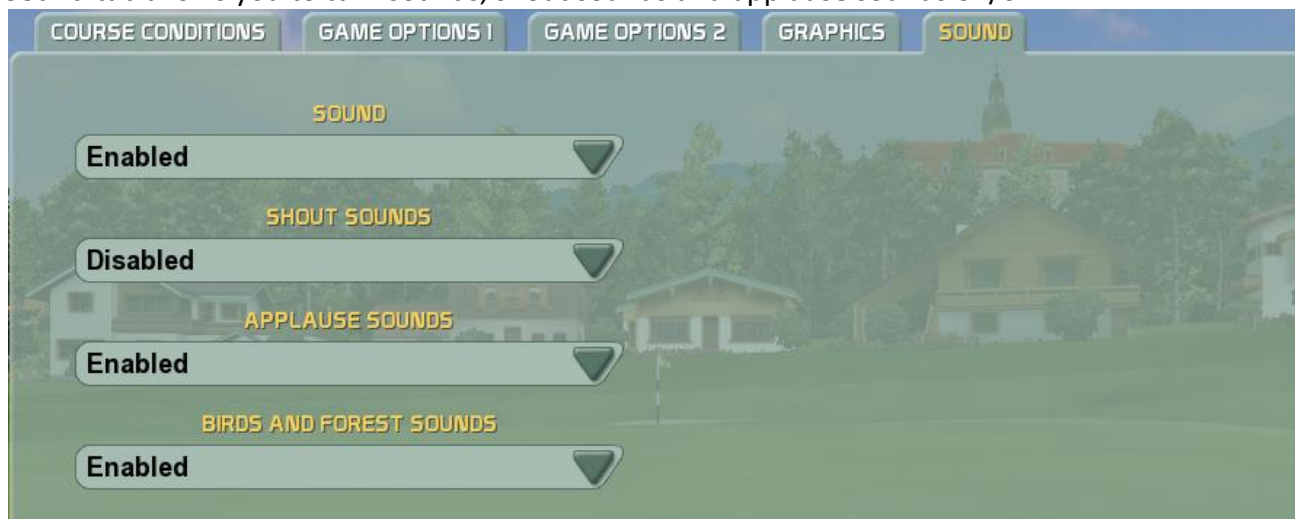 COURSE CONDITIONS GAME OPTIONS 1 GAME OPTIONS 2 GRAPHICS SOUND
SOUND
Enabled
SHOUT SOUNDS
Disabled
APPLAUSE SOUNDS
Enabled
BIRDS AND FOREST SOUNDS
Enabled